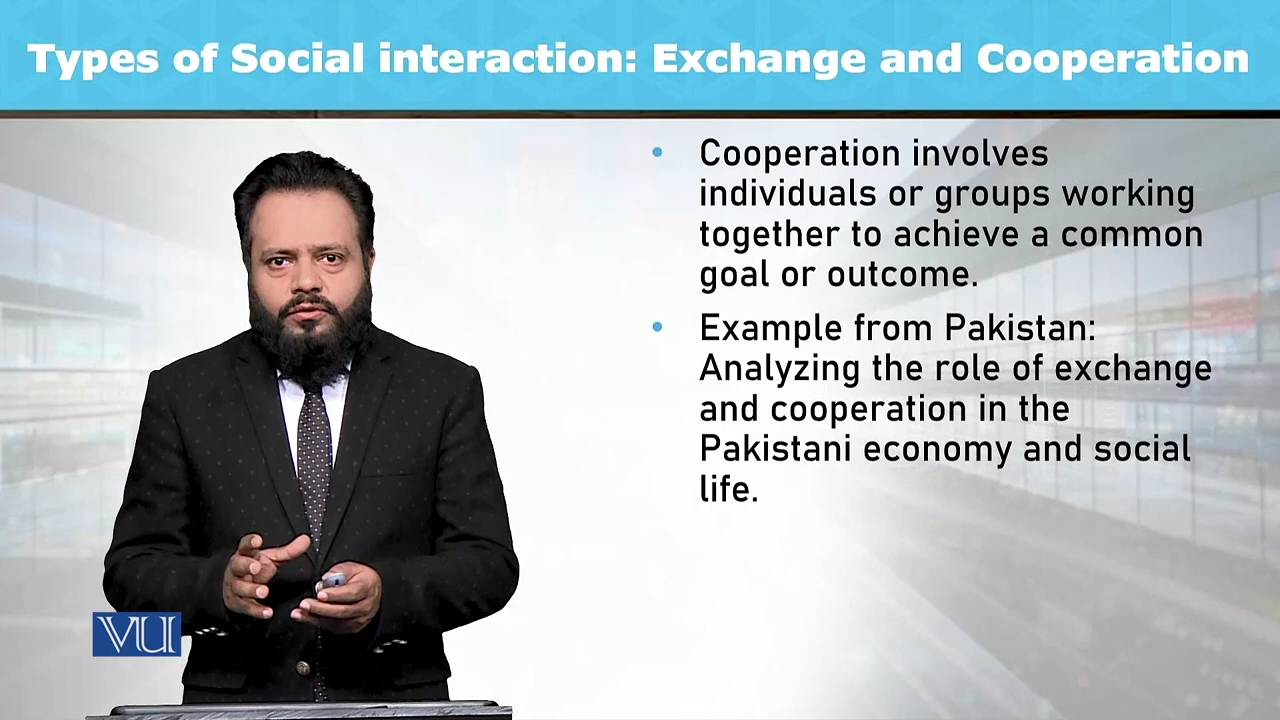 Types of Social interaction: Exchange and Cooperation
• Cooperation involves
individuals or groups working
together to achieve a common
goal or outcome.
• Example from Pakistan:
Analyzing the role of exchange
and cooperation in the
Pakistani economy and social
life.
VU